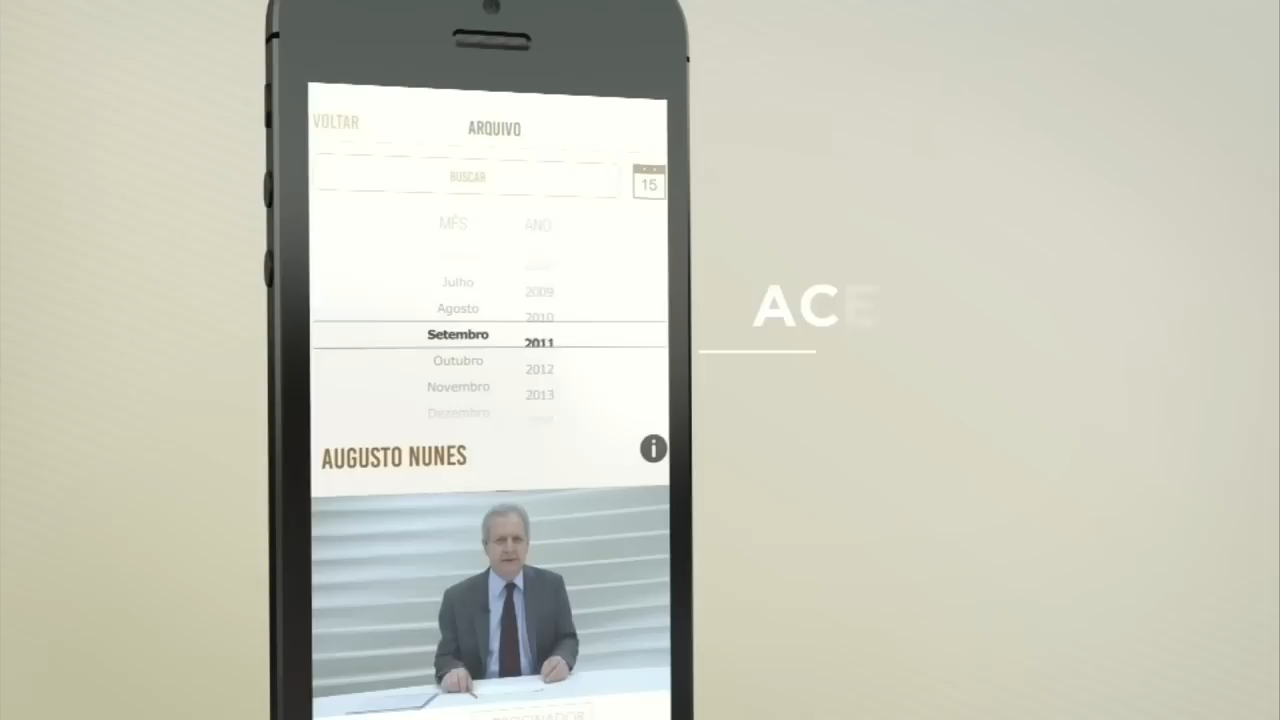 VOLTAR
ARQUIVO
BUSCAR
15
MÊS ANO
Julho 2009
Agosto 2010
Setembro 2011
Outubro 2012
Novembro 2013
Dezembro
AUGUSTO NUNES
i
ACE